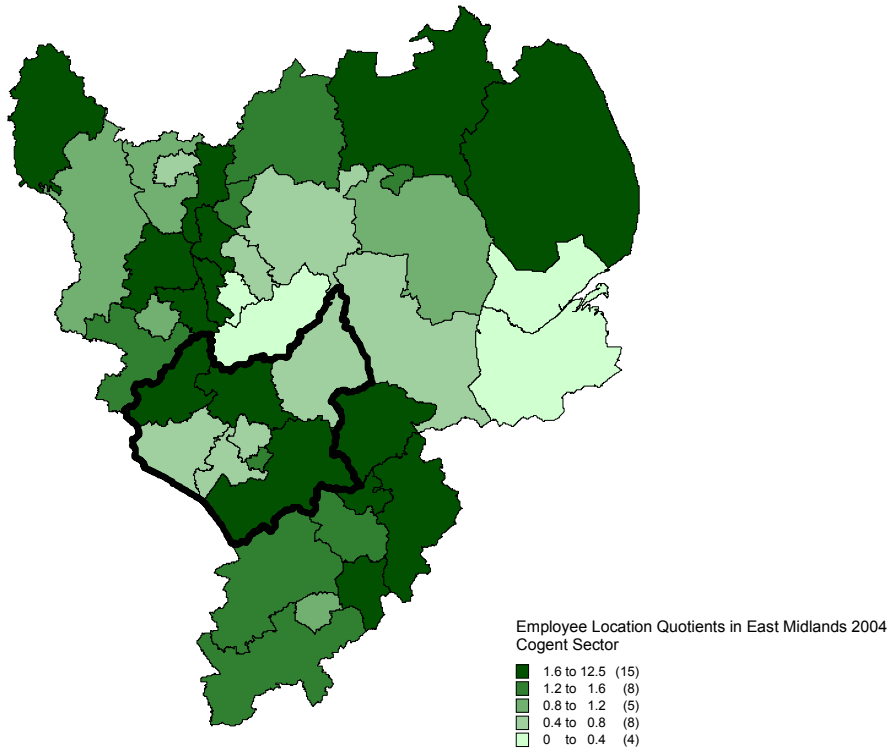 Employee Location Quotients in East Midlands 2004
Cogent Sector
1.6 to 12.5 (15)
1.2 to 1.6 (8)
0.8 to 1.2 (5)
0.4 to 0.8 (8)
0 to 0.4 (4)